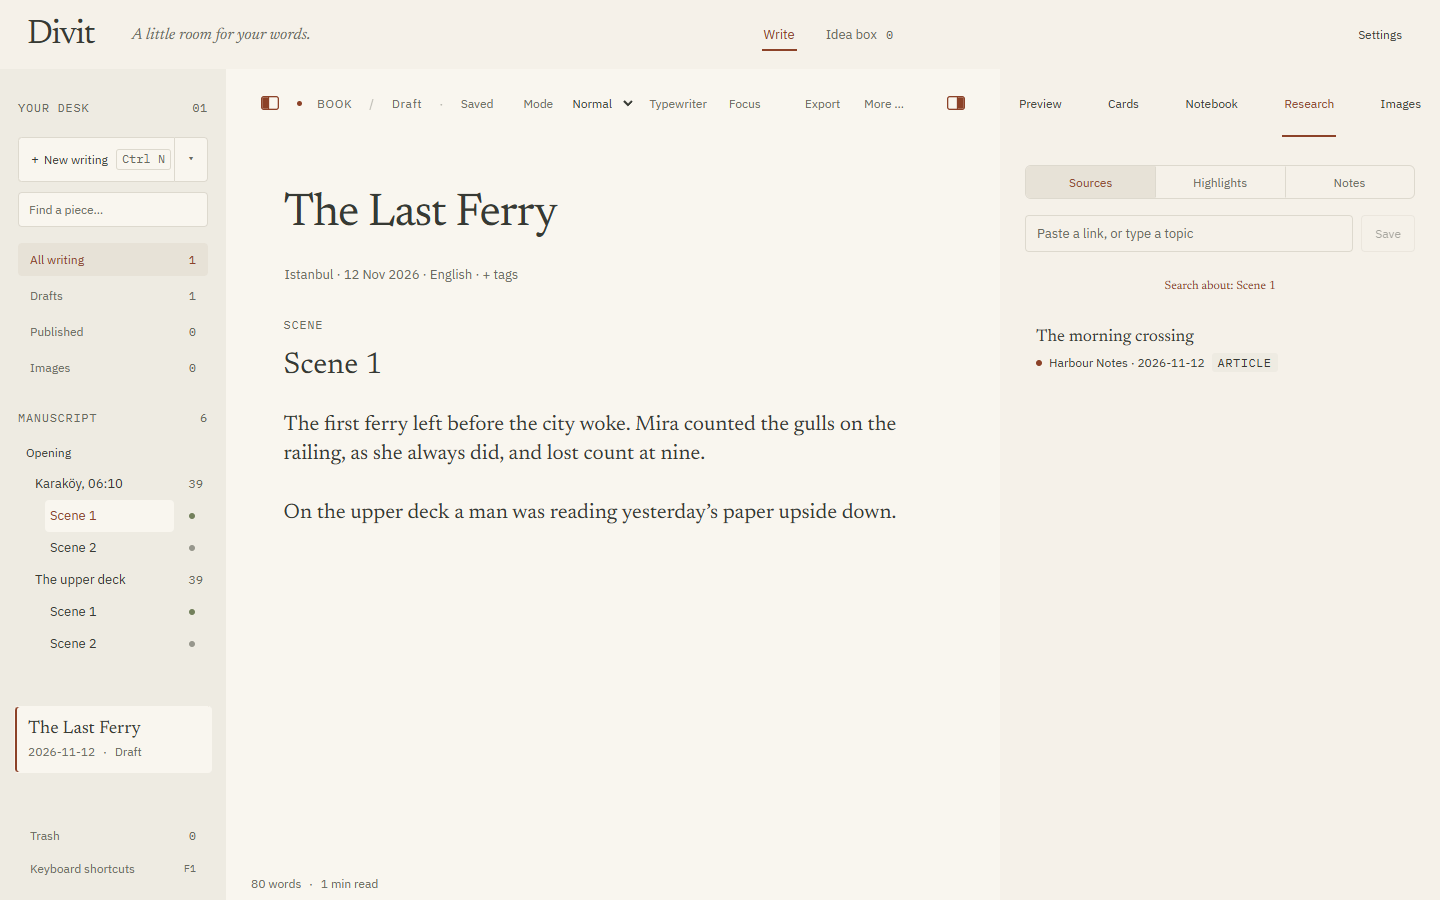 Divit
A little room for your words.
Write
Idea box 0
Settings
YOUR DESK 01
+ New writing Ctrl N
Find a piece...
All writing 1
Drafts 1
Published 0
Images 0
MANUSCRIPT 6
Opening
Karaköy, 06:10 39
Scene 1
Scene 2
The upper deck 39
Scene 1
Scene 2
The Last Ferry
2026-11-12 · Draft
Trash 0
Keyboard shortcuts F1
BOOK / Draft · Saved Mode Normal Typewriter Focus Export More ...
The Last Ferry
Istanbul · 12 Nov 2026 · English · + tags
SCENE
Scene 1
The first ferry left before the city woke. Mira counted the gulls on the
railing, as she always did, and lost count at nine.
On the upper deck a man was reading yesterday’s paper upside down.
80 words · 1 min read
Preview Cards Notebook Research Images
Sources Highlights Notes
Paste a link, or type a topic Save
Search about: Scene 1
The morning crossing
Harbour Notes · 2026-11-12 ARTICLE